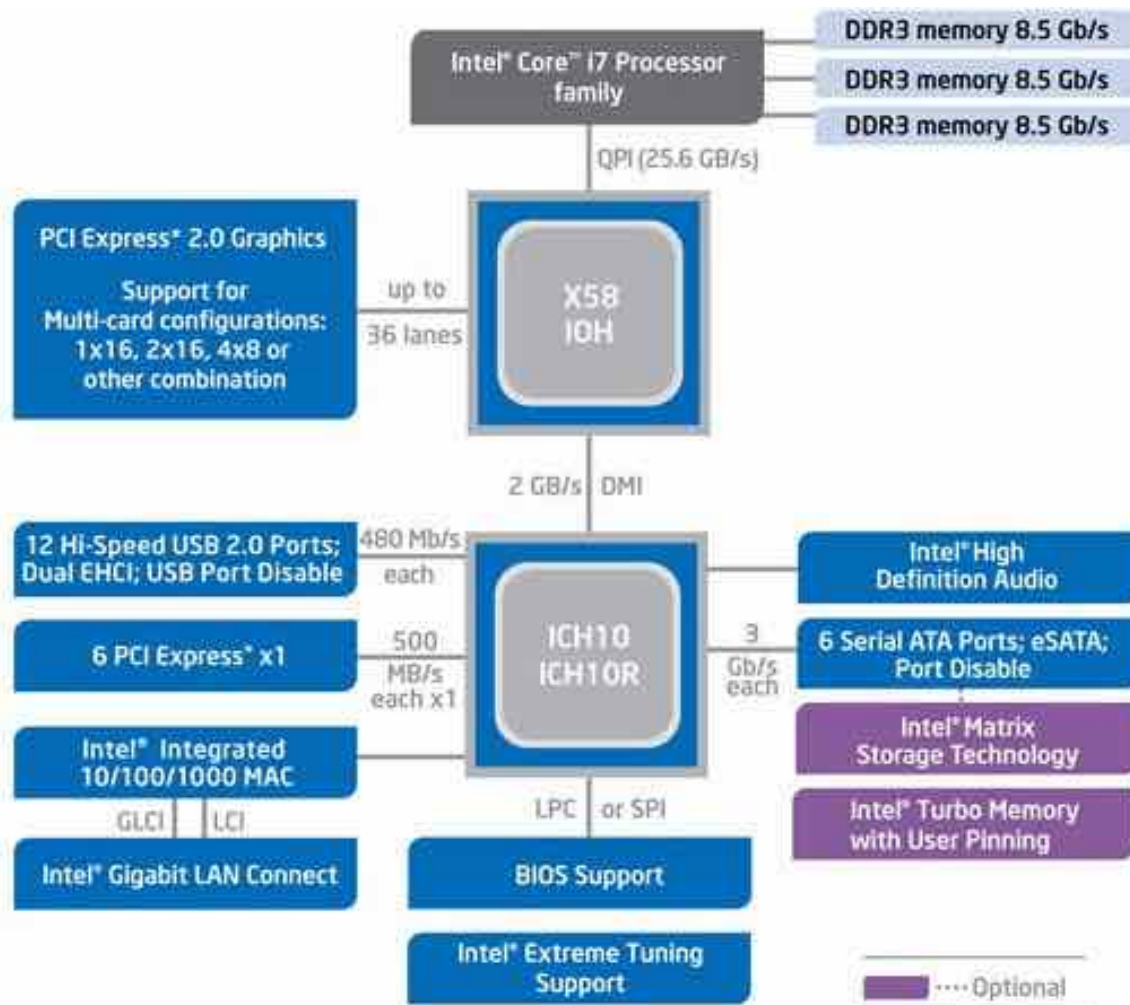 DDR3 memory 8.5 Gb/s
Intel® Core™ i7 Processor
family
DDR3 memory 8.5 Gb/s
DDR3 memory 8.5 Gb/s
QPI (25.6 GB/s)
PCI Express* 2.0 Graphics
Support for
Multi-card configurations:
1x16, 2x16, 4x8 or
other combination
up to
36 lanes
X58
IOH
2 GB/s DMI
12 Hi-Speed USB 2.0 Ports;
Dual EHCI; USB Port Disable
480 Mb/s
each
Intel® High
Definition Audio
6 PCI Express* x1
500
MB/s
each x1
ICH10
ICH10R
3
Gb/s
each
6 Serial ATA Ports; eSATA;
Port Disable
Intel® Integrated
10/100/1000 MAC
Intel® Matrix
Storage Technology
GLCI LCI
LPC or SPI
Intel® Turbo Memory
with User Pinning
Intel® Gigabit LAN Connect
BIOS Support
Intel® Extreme Tuning
Support
Optional